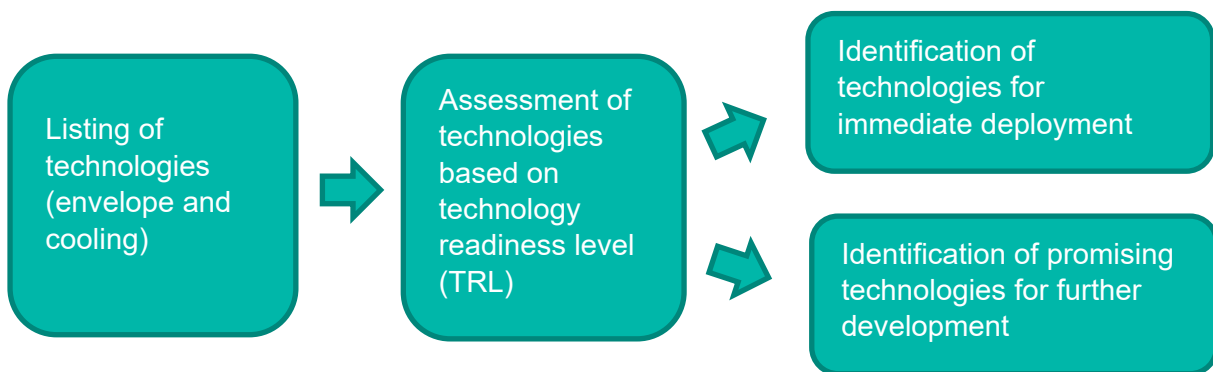 Listing of
technologies
(envelope and
cooling)
Assessment of
technologies
based on
technology
readiness level
(TRL)
Identification of
technologies for
immediate deployment
Identification of promising
technologies for further
development